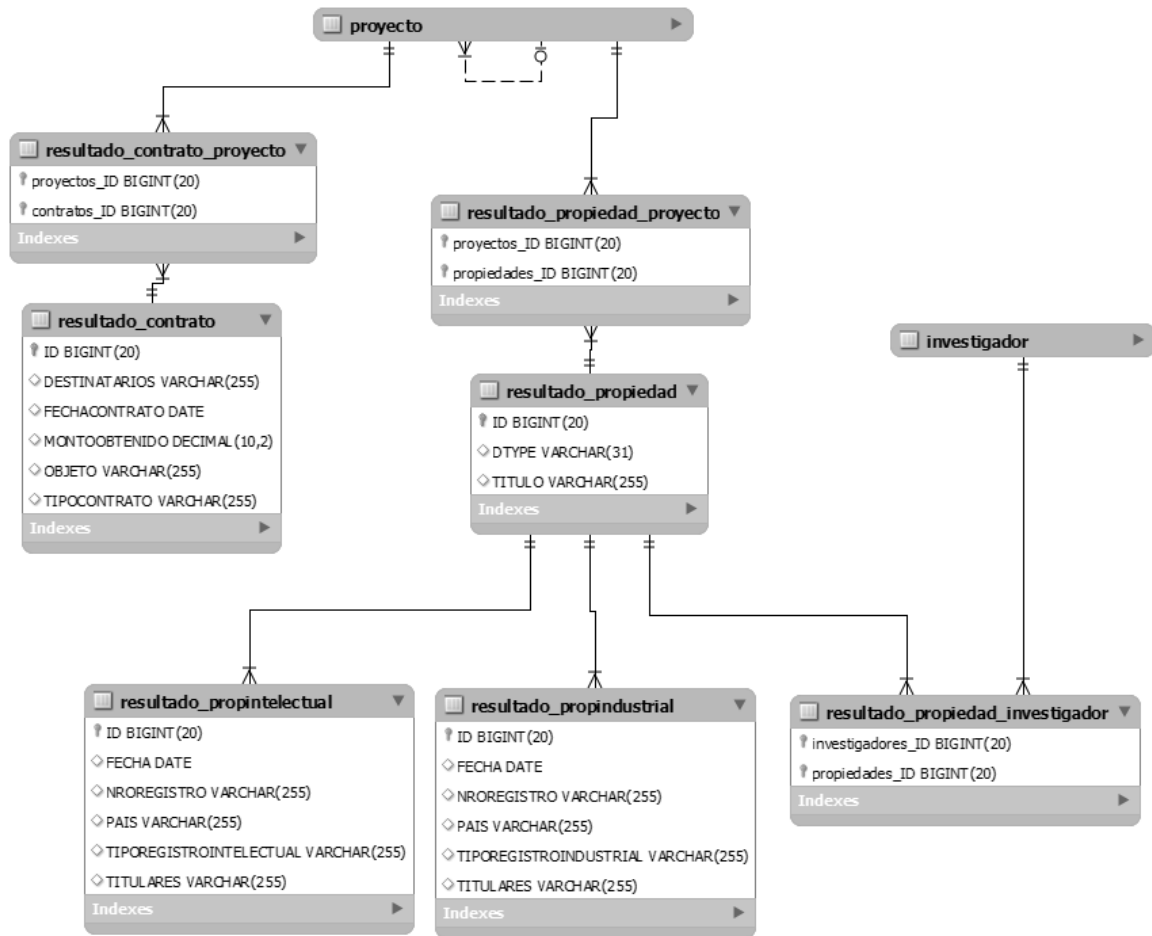 proyecto
resultado_contrato_proyecto
proyectos_ID BIGINT(20)
contratos_ID BIGINT(20)
Indexes
resultado_propiedad_proyecto
proyectos_ID BIGINT(20)
propiedades_ID BIGINT(20)
Indexes
resultado_contrato
ID BIGINT(20)
DESTINATARIOS VARCHAR(255)
FECHACONTRATO DATE
MONTOOBTENIDO DECIMAL(10,2)
OBJETO VARCHAR(255)
TIPOCONTRATO VARCHAR(255)
Indexes
investigador
resultado_propiedad
ID BIGINT(20)
DTYPE VARCHAR(31)
TITULO VARCHAR(255)
Indexes
resultado_propintelectual
ID BIGINT(20)
FECHA DATE
NROREGISTRO VARCHAR(255)
PAIS VARCHAR(255)
TIPOREGISTROINTELECTUAL VARCHAR(255)
TITULARES VARCHAR(255)
Indexes
resultado_propindustrial
ID BIGINT(20)
FECHA DATE
NROREGISTRO VARCHAR(255)
PAIS VARCHAR(255)
TIPOREGISTROINDUSTRIAL VARCHAR(255)
TITULARES VARCHAR(255)
Indexes
resultado_propiedad_investigador
investigadores_ID BIGINT(20)
propiedades_ID BIGINT(20)
Indexes